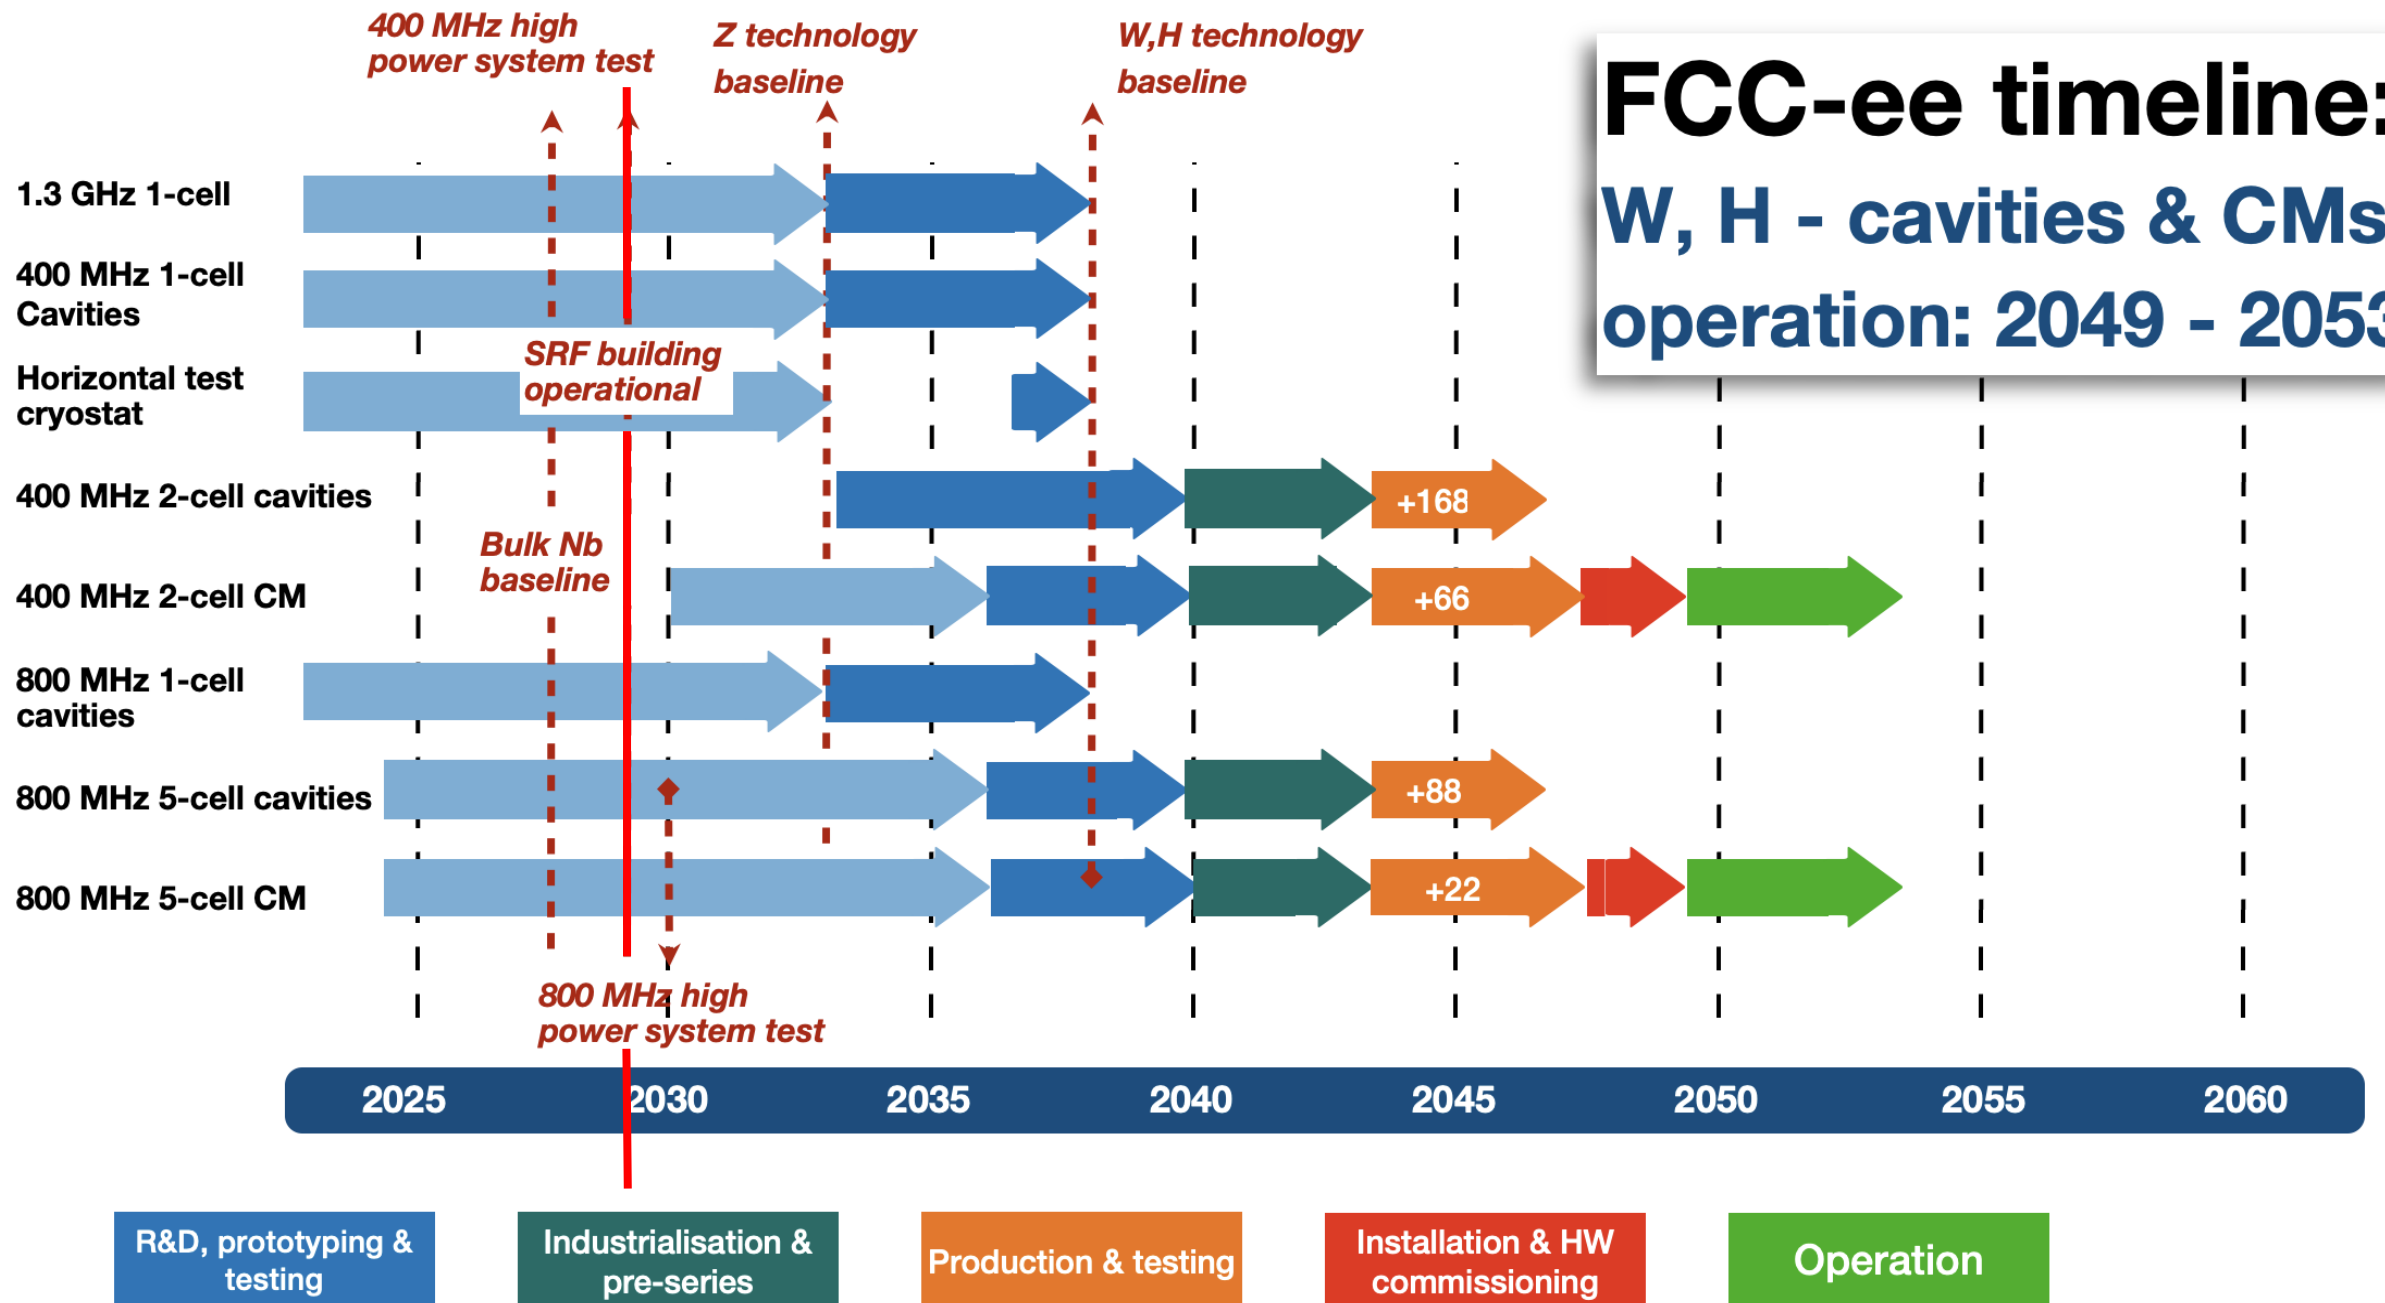 400 MHz high
power system test
Z technology
baseline
W,H technology
baseline
FCC-ee timeline:
W, H - cavities & CMs
operation: 2049 - 2053
1.3 GHz 1-cell
400 MHz 1-cell
Cavities
SRF building
operational
Horizontal test
cryostat
400 MHz 2-cell cavities
+168
Bulk Nb
baseline
400 MHz 2-cell CM
+66
800 MHz 1-cell
cavities
800 MHz 5-cell cavities
+88
800 MHz 5-cell CM
+22
800 MHz high
power system test
2025 2030 2035 2040 2045 2050 2055 2060
R&D, prototyping &
testing
Industrialisation &
pre-series
Production & testing
Installation & HW
commissioning
Operation